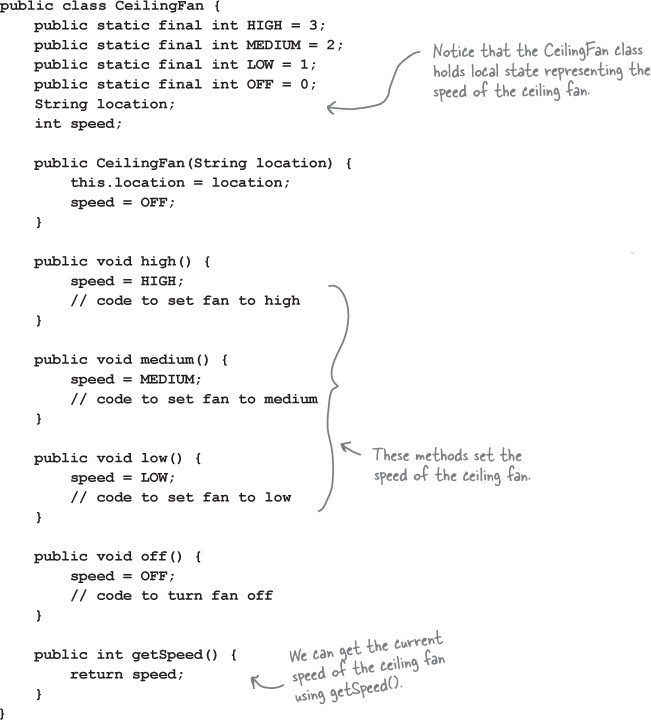 public class CeilingFan {
public static final int HIGH = 3;
public static final int MEDIUM = 2;
public static final int LOW = 1;
public static final int OFF = 0;
String location;
int speed;
Notice that the CeilingFan class
holds local state representing the
speed of the ceiling fan.
public CeilingFan(String location) {
this.location = location;
speed = OFF;
}
public void high() {
speed = HIGH;
// code to set fan to high
}
public void medium() {
speed = MEDIUM;
// code to set fan to medium
}
public void low() {
speed = LOW;
// code to set fan to low
}
These methods set the
speed of the ceiling fan.
public void off() {
speed = OFF;
// code to turn fan off
}
public int getSpeed() {
return speed;
}
We can get the current
speed of the ceiling fan
using getSpeed().
}